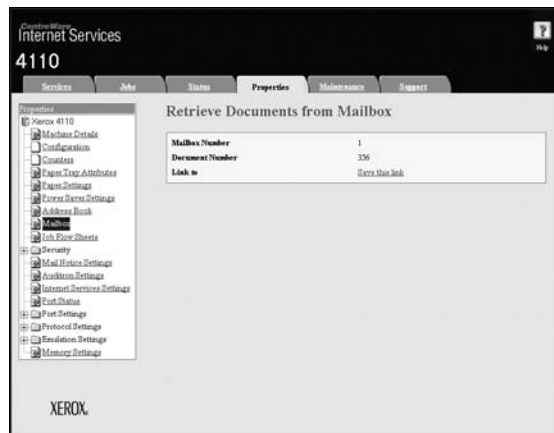 CentreWare
Internet Services
4110
Help
Services
Jobs
Status
Properties
Maintenance
Support
Properties
Xerox 4110
Machine Details
Configuration
Counters
Paper Tray Attributes
Paper Settings
Power Saver Settings
Address Book
Mailbox
Job Flow Sheets
Security
Mail Notice Settings
Auditron Settings
Internet Services Settings
Port Status
Port Settings
Protocol Settings
Emulation Settings
Memory Settings
Retrieve Documents from Mailbox
Mailbox Number 1
Document Number 356
Link to Save this link
XEROX.